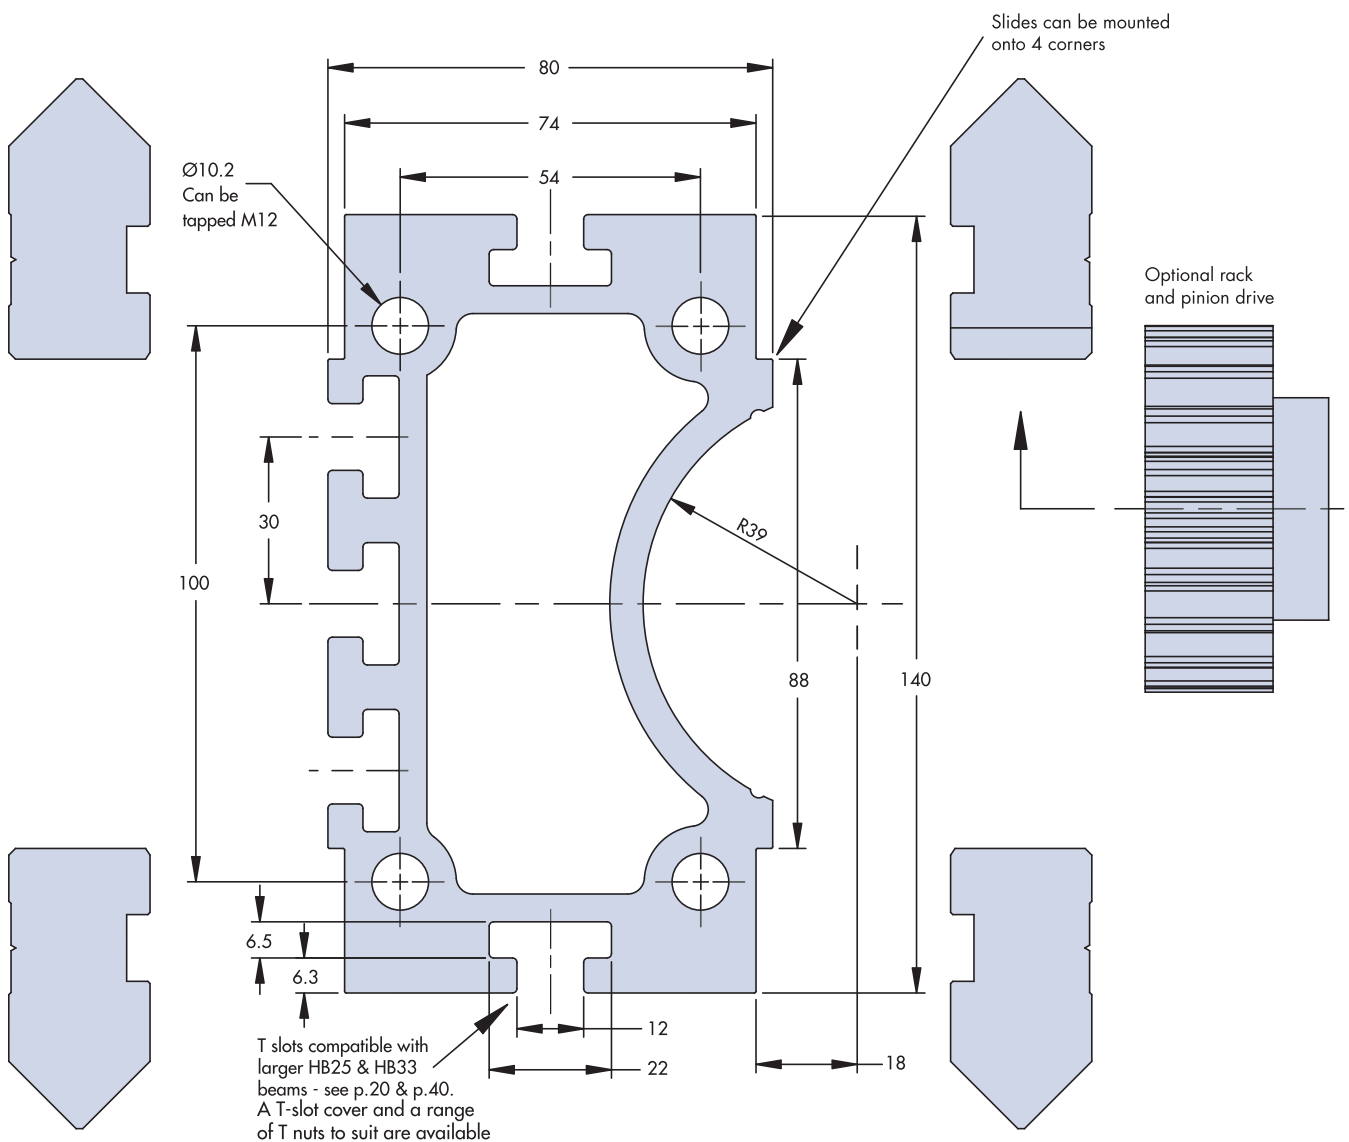 Slides can be mounted
onto 4 corners
80
74
54
Ø10.2
Can be
tapped M12
Optional rack
and pinion drive
30
R39
100
88
140
6.5
6.3
12
22
18
T slots compatible with
larger HB25 & HB33
beams - see p.20 & p.40.
A T-slot cover and a range
of T nuts to suit are available